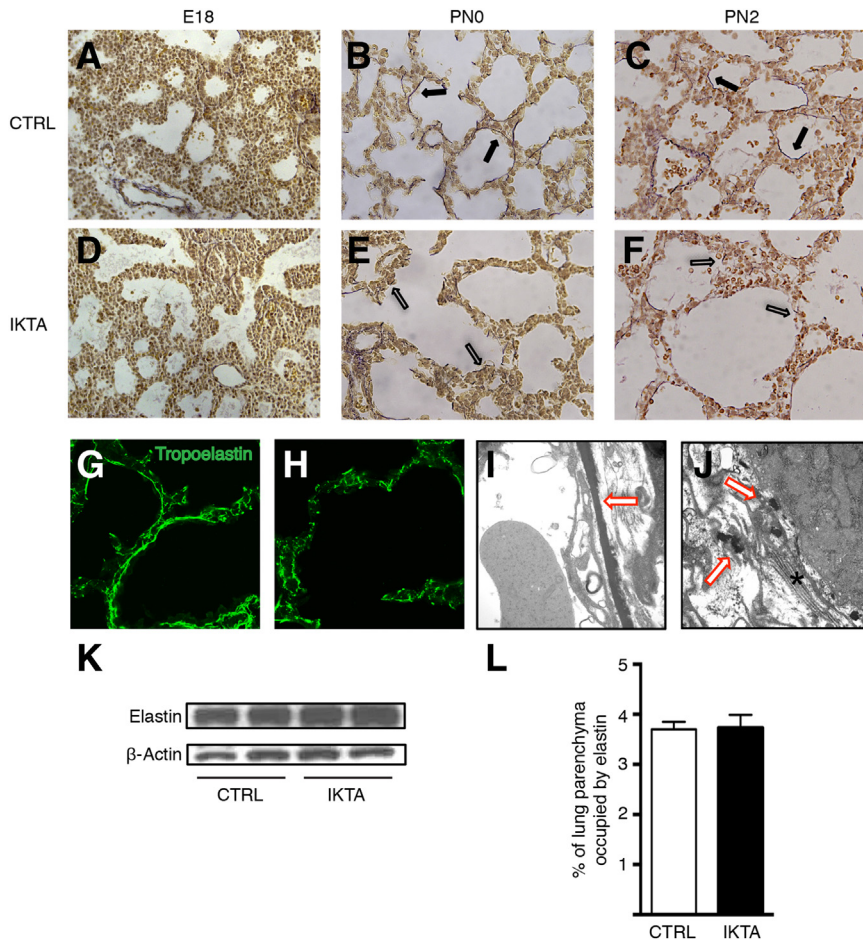 E18 PN0 PN2
A B C
CTRL
D E F
IKTA
G Tropoelastin H I J
*
K L
Elastin
β-Actin
CTRL IKTA
5
4
3
2
1
% of lung parenchyma
occupied by elastin
CTRL IKTA